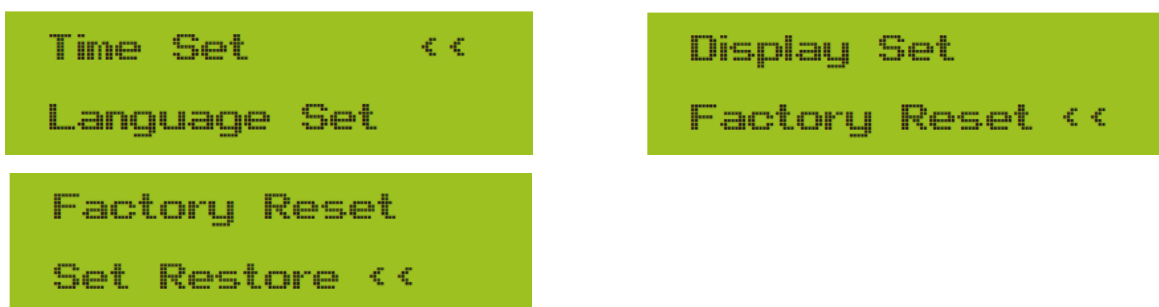 Time Set <<
Language Set
Display Set
Factory Reset <<
Factory Reset
Set Restore <<